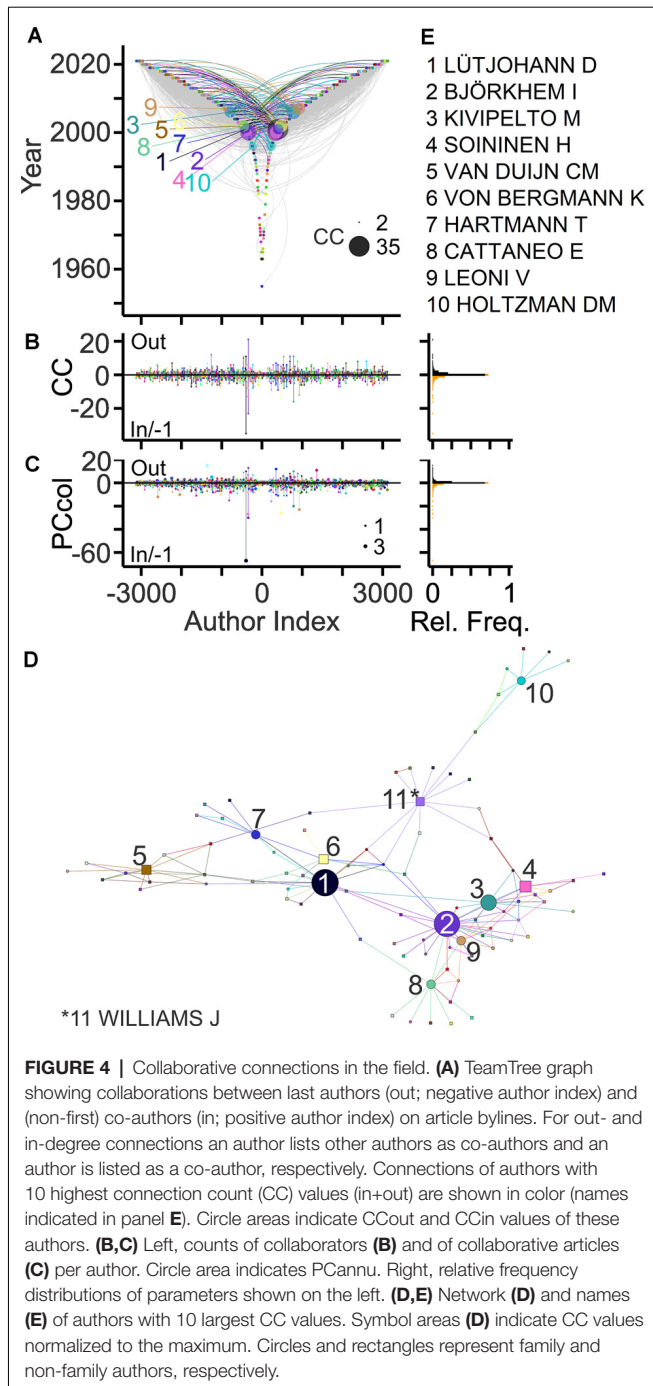 A
E
2020
2000
1980
1960
Year
9
3
6
5
7
8
1
2
4
10
CC
2
35
1 LÜTJOHANN D
2 BJÖRKHEM I
3 KIVIPELTO M
4 SOININEN H
5 VAN DUIJN CM
6 VON BERGMANN K
7 HARTMANN T
8 CATTANEO E
9 LEONI V
10 HOLTZMAN DM
B
20
0
-20
CC
Out
In/-1
C
20
0
-60
PCcol
Out
In/-1
1
3
-3000 0 3000
Author Index
0 1
Rel. Freq.
D
10
11*
7
6
5
1
4
3
2
9
8
*11 WILLIAMS J
FIGURE 4 | Collaborative connections in the field. (A) TeamTree graph
showing collaborations between last authors (out; negative author index) and
(non-first) co-authors (in; positive author index) on article bylines. For out- and
in-degree connections an author lists other authors as co-authors and an
author is listed as a co-author, respectively. Connections of authors with
10 highest connection count (CC) values (in+out) are shown in color (names
indicated in panel E). Circle areas indicate CCout and CCin values of these
authors. (B,C) Left, counts of collaborators (B) and of collaborative articles
(C) per author. Circle area indicates PCannu. Right, relative frequency
distributions of parameters shown on the left. (D,E) Network (D) and names
(E) of authors with 10 largest CC values. Symbol areas (D) indicate CC values
normalized to the maximum. Circles and rectangles represent family and
non-family authors, respectively.